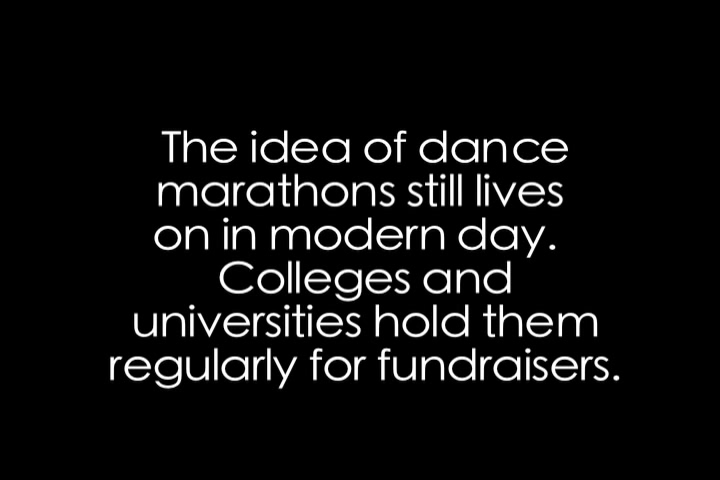 The idea of dance
marathons still lives
on in modern day.
Colleges and
universities hold them
regularly for fundraisers.